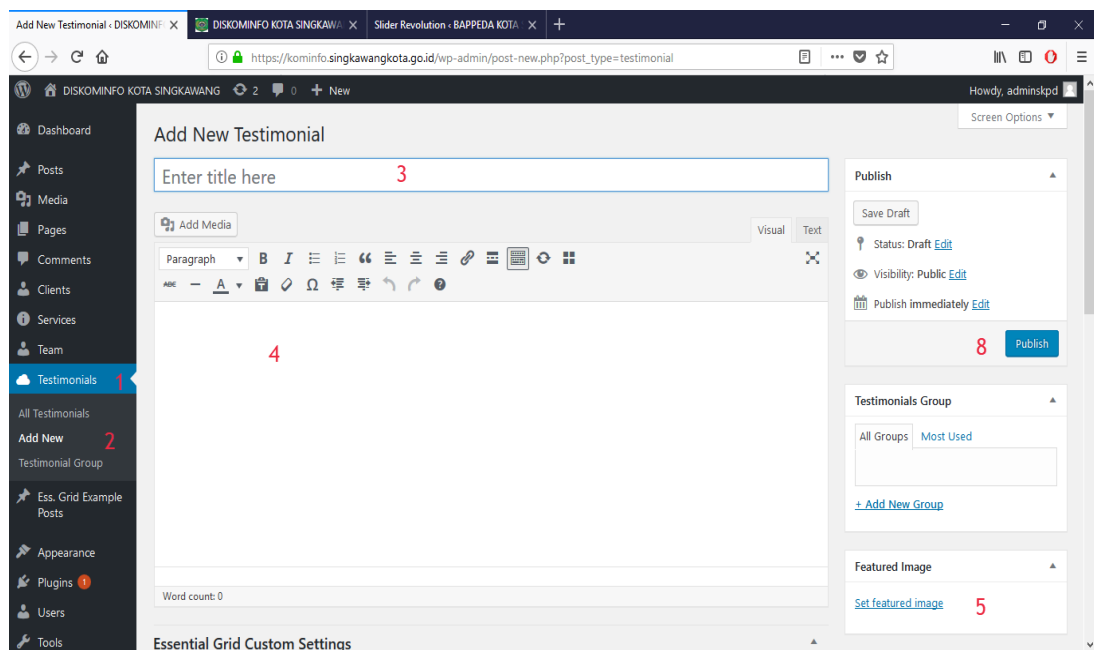 Add New Testimonial ‹ DISKOMINF
DISKOMINFO KOTA SINGKAWA
Slider Revolution ‹ BAPPEDA KOTA
https://kominfo.singkawangkota.go.id/wp-admin/post-new.php?post_type=testimonial
DISKOMINFO KOTA SINGKAWANG 2 0 + New
Howdy, adminskpd
Screen Options
Dashboard
Posts
Media
Pages
Comments
Clients
Services
Team
Testimonials 1
All Testimonials
Add New 2
Testimonial Group
Ess. Grid Example
Posts
Appearance
Plugins 1
Users
Tools
Add New Testimonial
Enter title here 3
Add Media
Visual Text
Paragraph B I
ABC A Ω
4
Word count: 0
Essential Grid Custom Settings
Publish
Save Draft
Status: Draft Edit
Visibility: Public Edit
Publish immediately Edit
8 Publish
Testimonials Group
All Groups Most Used
+ Add New Group
Featured Image
Set featured image 5